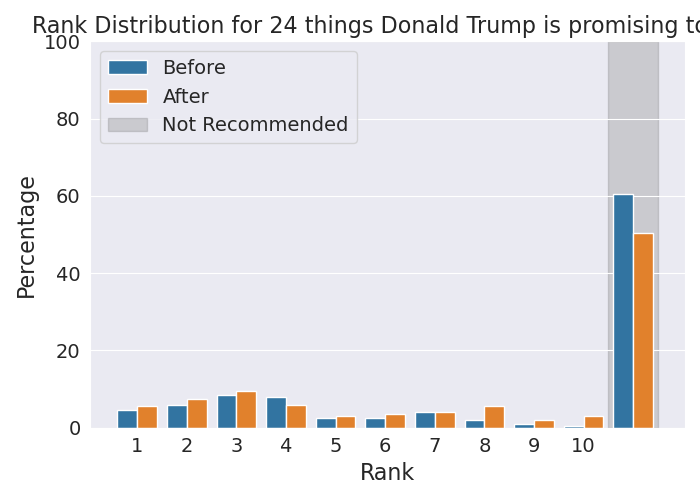 Rank Distribution for 24 things Donald Trump is promising to
100
80
60
40
20
0
Percentage
Before
After
Not Recommended
1 2 3 4 5 6 7 8 9 10
Rank